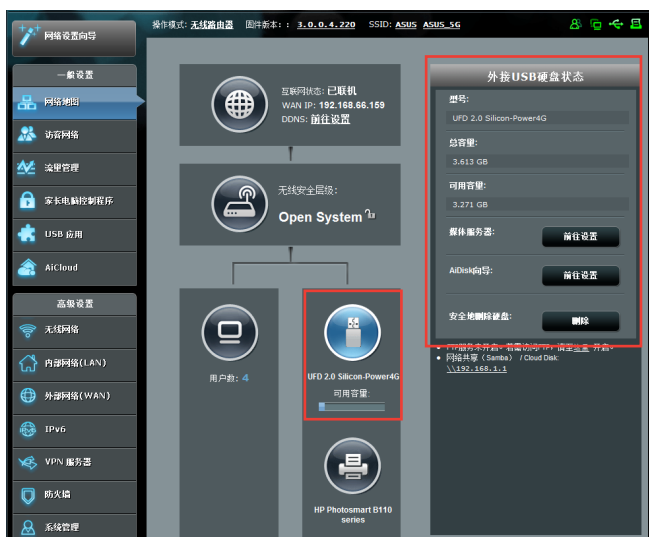 操作模式: 无线路由器 固件版本: : 3.0.0.4.220 SSID: ASUS ASUS_5G
网络设置向导
一般设置
网络地图
访客网络
流量管理
家长电脑控制程序
USB 应用
AiCloud
高级设置
无线网络
内部网络(LAN)
外部网络(WAN)
IPv6
VPN 服务器
防火墙
系统管理
互联网状态: 已联机
WAN IP: 192.168.66.159
DDNS: 前往设置
无线安全层级:
Open System
用户数: 4
UFD 2.0 Silicon-Power4G
可用容量:
HP Photosmart B110
series
外接USB硬盘状态
型号:
UFD 2.0 Silicon-Power4G
总容量:
3.613 GB
可用容量:
3.271 GB
媒体服务器: 前往设置
AiDisk向导: 前往设置
安全地删除硬盘: 删除
网络共享(Samba) / Cloud Disk:
\\192.168.1.1